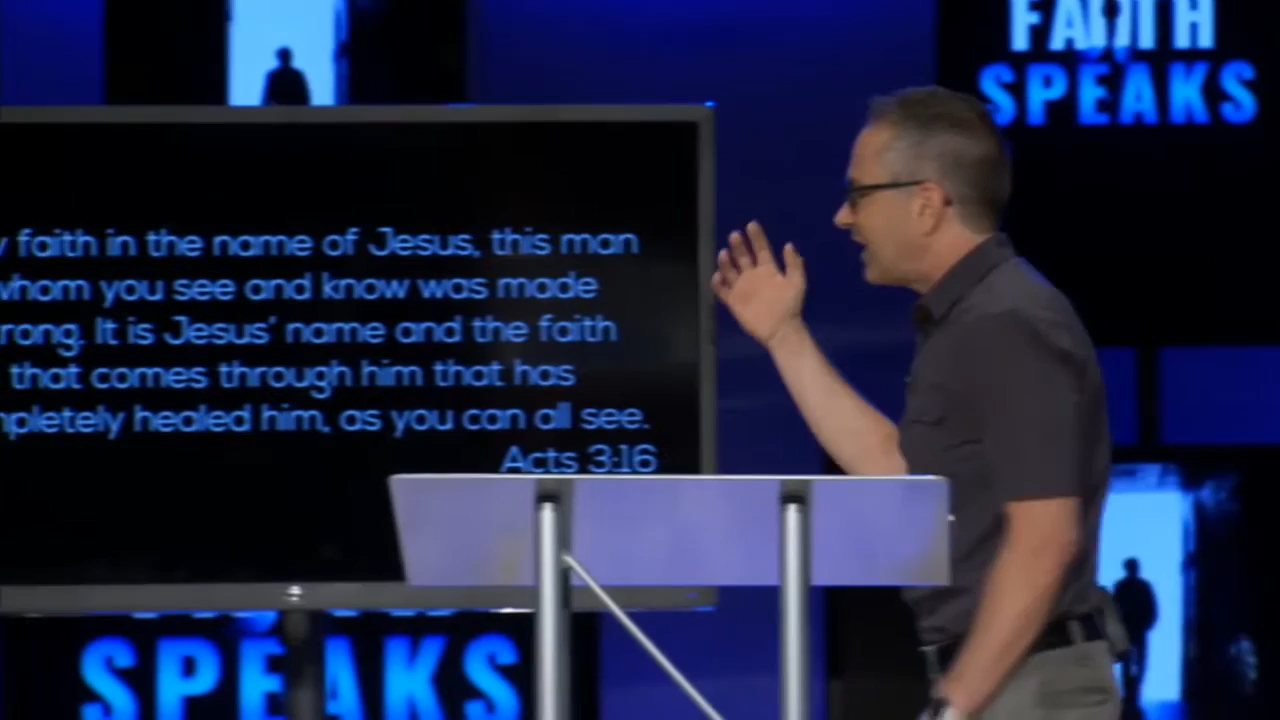 FAITH
SPEAKS
faith in the name of Jesus, this man
whom you see and know was made
It is Jesus' name and the faith
that comes through him that has
healed him, as you can all see.
Acts 3:16
SPEAKS